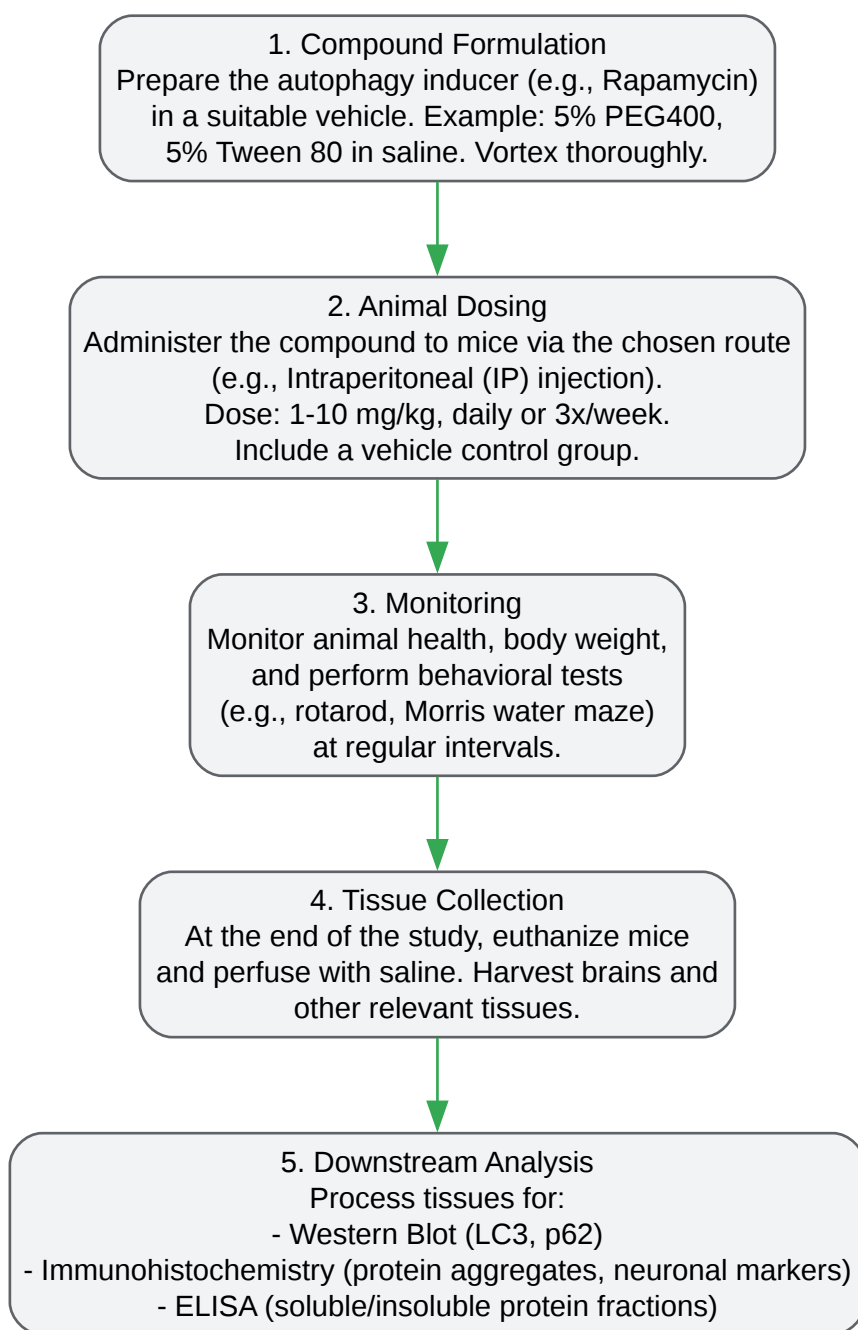 1. Compound Formulation
Prepare the autophagy inducer (e.g., Rapamycin)
in a suitable vehicle. Example: 5% PEG400,
5% Tween 80 in saline. Vortex thoroughly.
2. Animal Dosing
Administer the compound to mice via the chosen route
(e.g., Intraperitoneal (IP) injection).
Dose: 1-10 mg/kg, daily or 3x/week.
Include a vehicle control group.
3. Monitoring
Monitor animal health, body weight,
and perform behavioral tests
(e.g., rotarod, Morris water maze)
at regular intervals.
4. Tissue Collection
At the end of the study, euthanize mice
and perfuse with saline. Harvest brains and
other relevant tissues.
5. Downstream Analysis
Process tissues for:
- Western Blot (LC3, p62)
- Immunohistochemistry (protein aggregates, neuronal markers)
- ELISA (soluble/insoluble protein fractions)